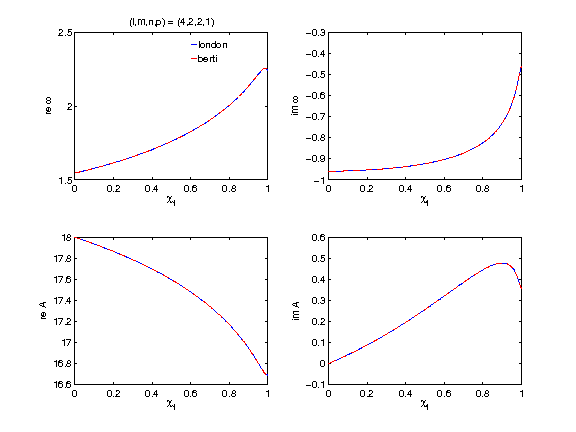 (l,m,n,p) = (4,2,2,1)
london
berti
2.5
2
1.5
re ω
0 0.2 0.4 0.6 0.8 1
χf
−0.3
−0.4
−0.5
−0.6
−0.7
−0.8
−0.9
−1
im ω
0 0.2 0.4 0.6 0.8 1
χf
18
17.8
17.6
17.4
17.2
17
16.8
16.6
re A
0 0.2 0.4 0.6 0.8 1
χf
0.6
0.5
0.4
0.3
0.2
0.1
0
−0.1
im A
0 0.2 0.4 0.6 0.8 1
χf